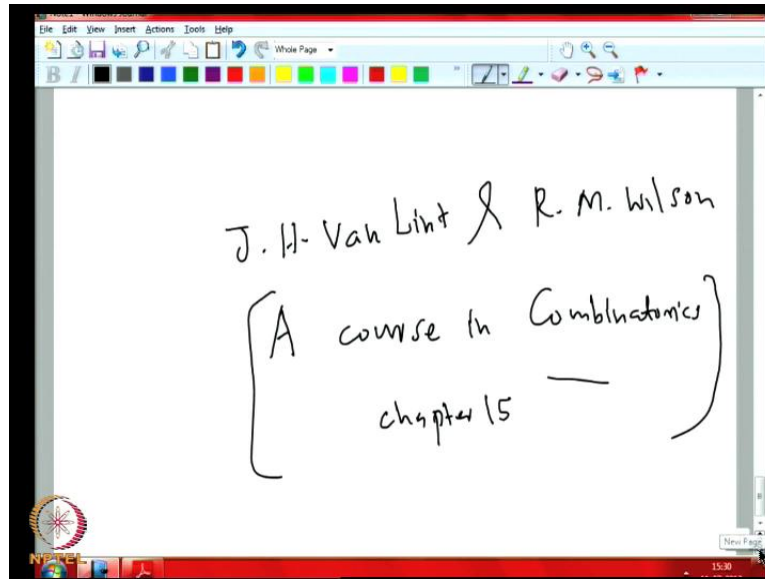 File Edit View Insert Actions Tools Help
Whole Page
B I
J. H. Van Lint & R. M. Wilson
A course in Combinatorics
chapter 15
NPTEL
New Page
15:30